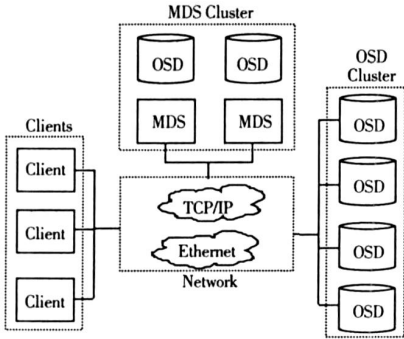 MDS Cluster
OSD OSD
MDS MDS
OSD
Cluster
OSD
OSD
OSD
OSD
Clients
Client
Client
Client
TCP/IP
Ethernet
Network